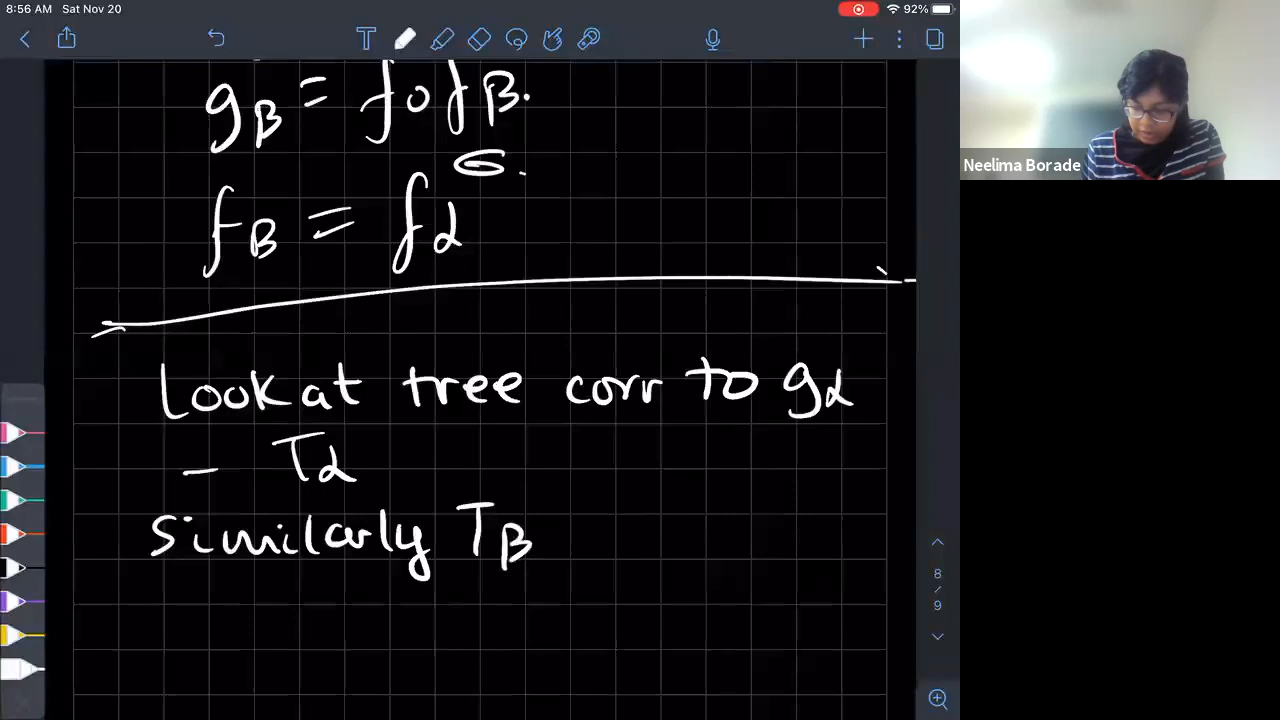 8:56 AM Sat Nov 20
92%
T
Neelima Borade
g_β = f∘f_β.
f_β = f_α^σ.
Look at tree corr to g_α
- T_α
Similarly T_β
8
9